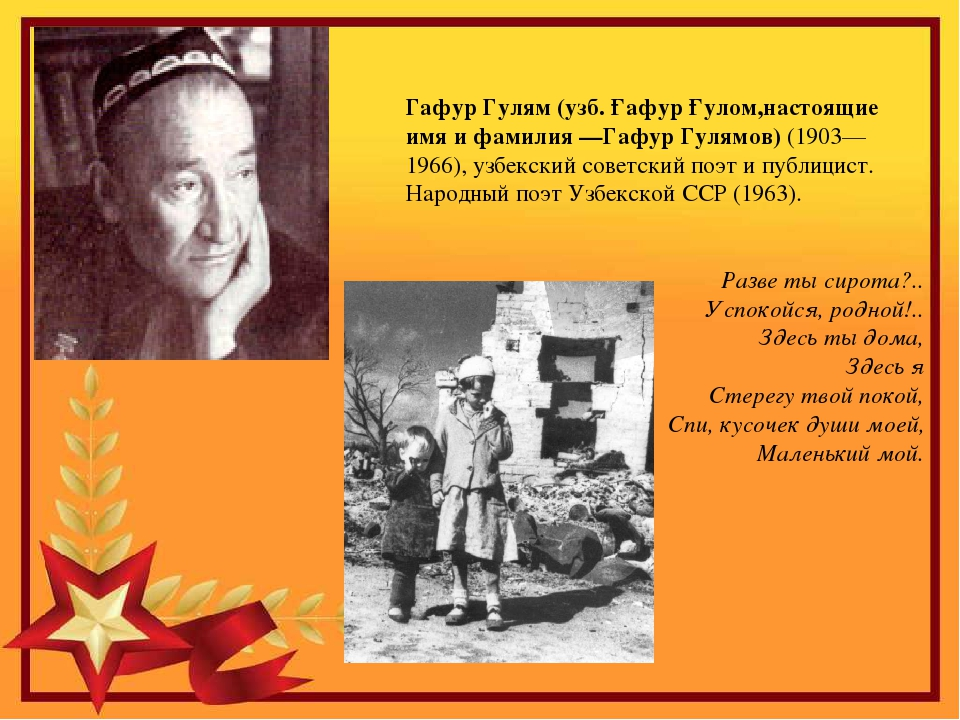 Гафур Гулям (узб. Ғафур Ғулом,настоящие
имя и фамилия —Гафур Гулямов) (1903—
1966), узбекский советский поэт и публицист.
Народный поэт Узбекской ССР (1963).
Разве ты сирота?..
Успокойся, родной!..
Здесь ты дома,
Здесь я
Стерегу твой покой,
Спи, кусочек души моей,
Маленький мой.